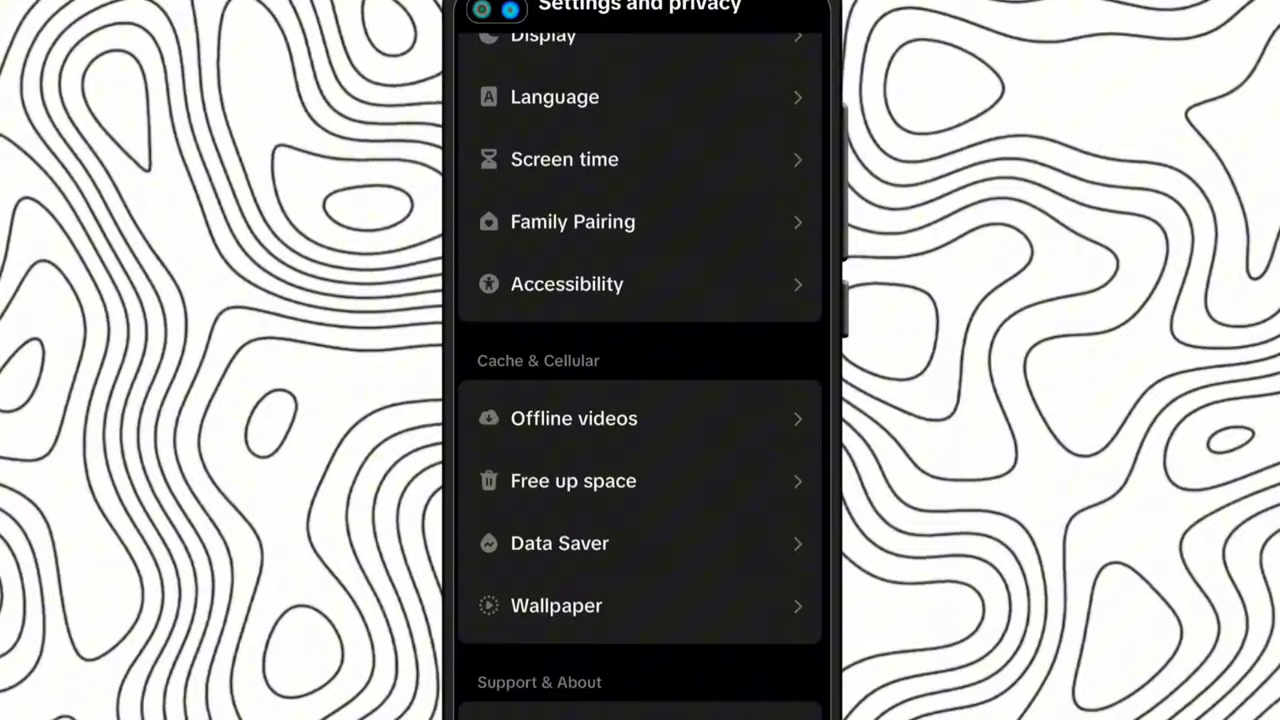 Settings and privacy
Display
Language
Screen time
Family Pairing
Accessibility
Cache & Cellular
Offline videos
Free up space
Data Saver
Wallpaper
Support & About